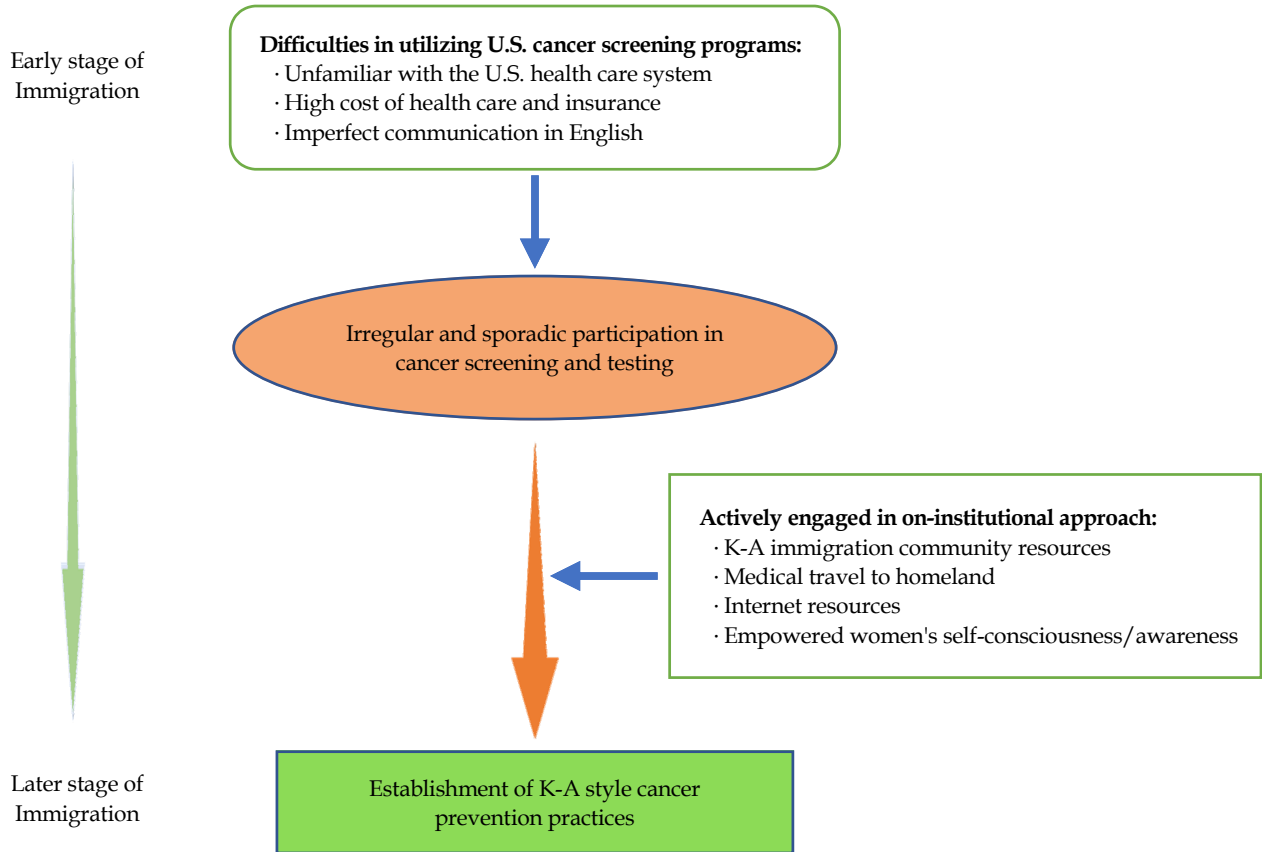 Early stage of
Immigration
Difficulties in utilizing U.S. cancer screening programs:
· Unfamiliar with the U.S. health care system
· High cost of health care and insurance
· Imperfect communication in English
Irregular and sporadic participation in
cancer screening and testing
Actively engaged in on-institutional approach:
· K-A immigration community resources
· Medical travel to homeland
· Internet resources
· Empowered women's self-consciousness/awareness
Later stage of
Immigration
Establishment of K-A style cancer
prevention practices